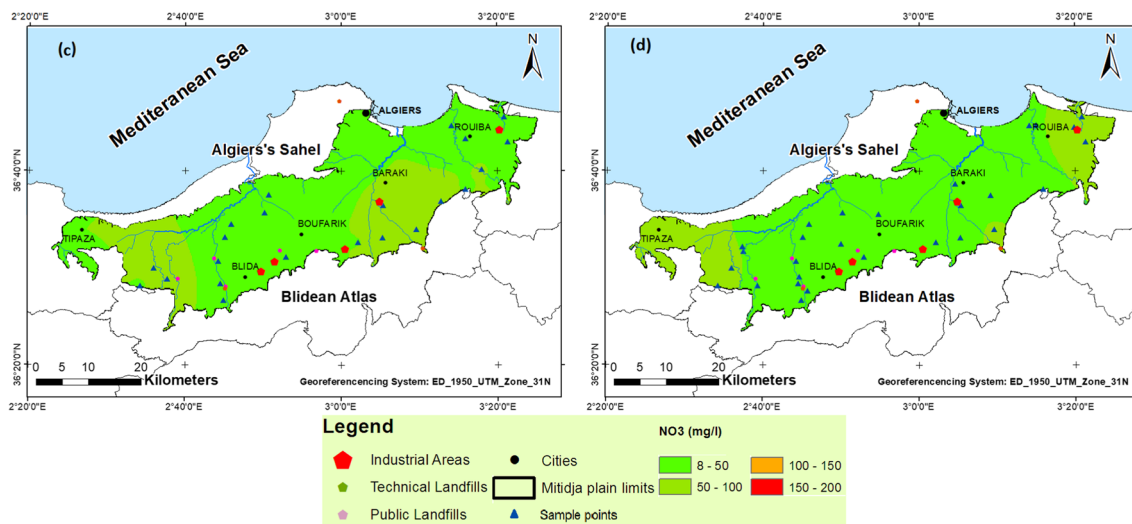 2°20'0"E 2°40'0"E 3°0'0"E 3°20'0"E
(c)
N
Mediteranean Sea
ALGIERS
ROUIBA
Algiers's Sahel
36°40'0"N
BARAKI
BOUFARIK
TIPAZA
BLIDA
Blidean Atlas
36°20'0"N
0 5 10 20
Kilometers
Georeferencing System: ED_1950_UTM_Zone_31N
2°20'0"E 2°40'0"E 3°0'0"E 3°20'0"E
2°20'0"E 2°40'0"E 3°0'0"E 3°20'0"E
(d)
N
Mediteranean Sea
ALGIERS
ROUIBA
Algiers's Sahel
36°40'0"N
BARAKI
BOUFARIK
TIPAZA
BLIDA
Blidean Atlas
36°20'0"N
0 5 10 20
Kilometers
Georeferencing System: ED_1950_UTM_Zone_31N
2°20'0"E 2°40'0"E 3°0'0"E 3°20'0"E
Legend
Industrial Areas
Technical Landfills
Public Landfills
Cities
Mitidja plain limits
Sample points
NO3 (mg/l)
8 - 50
50 - 100
100 - 150
150 - 200